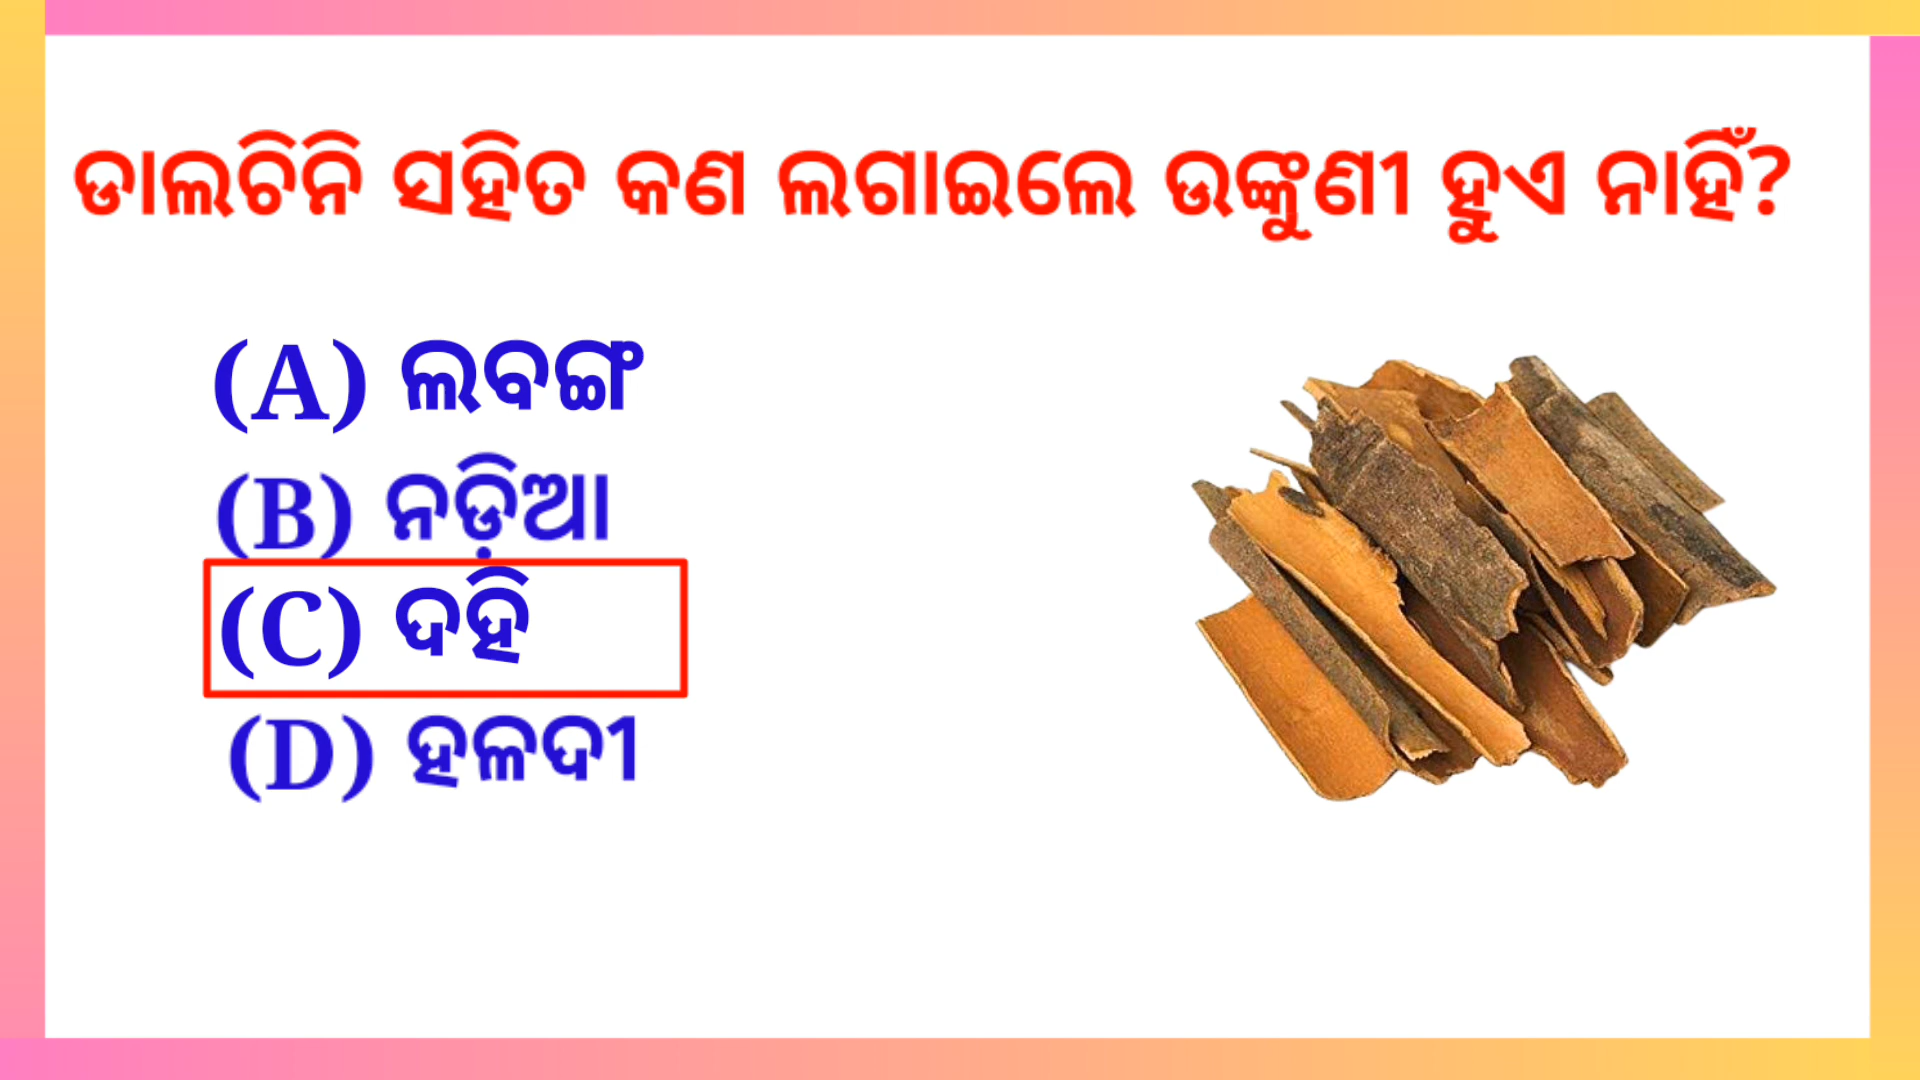 ଡାଲଚିନି ସହିତ କଣ ଲଗାଇଲେ ଉଙ୍କୁଣୀ ହୁଏ ନାହିଁ?
(A) ଲବଙ୍ଗ
(B) ନଡ଼ିଆ
(C) ଦହି
(D) ହଳଦୀ